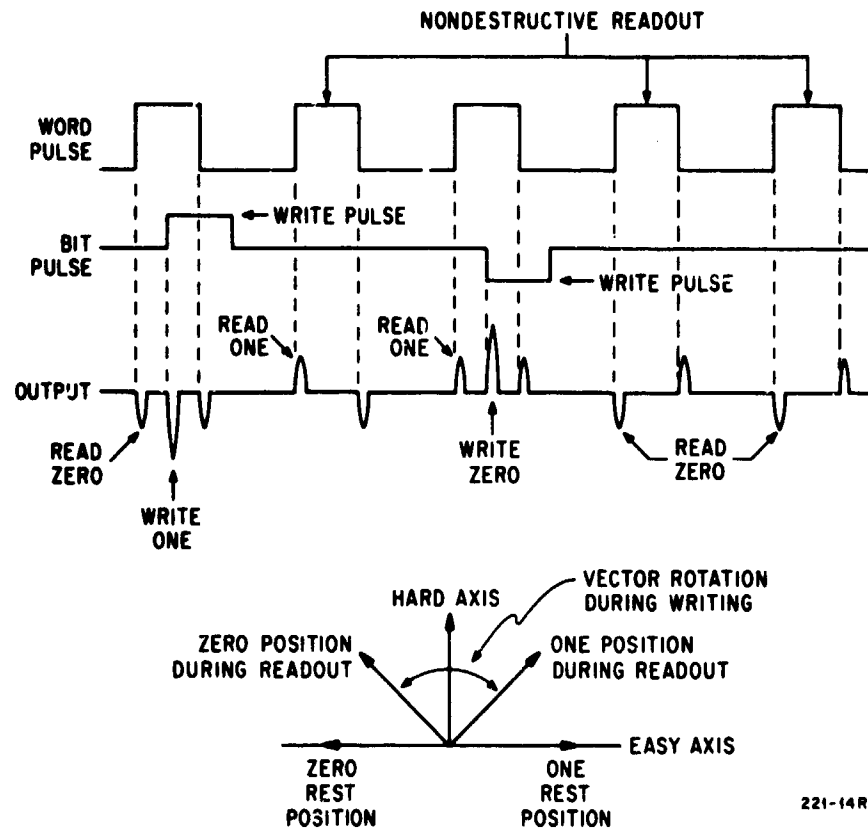 NONDESTRUCTIVE READOUT
WORD
PULSE
WRITE PULSE
BIT
PULSE
WRITE PULSE
READ
ONE
READ
ONE
OUTPUT
READ
ZERO
WRITE
ONE
WRITE
ZERO
READ
ZERO
VECTOR ROTATION
DURING WRITING
HARD AXIS
ZERO POSITION
DURING READOUT
ONE POSITION
DURING READOUT
EASY AXIS
ZERO
REST
POSITION
ONE
REST
POSITION
221-14R